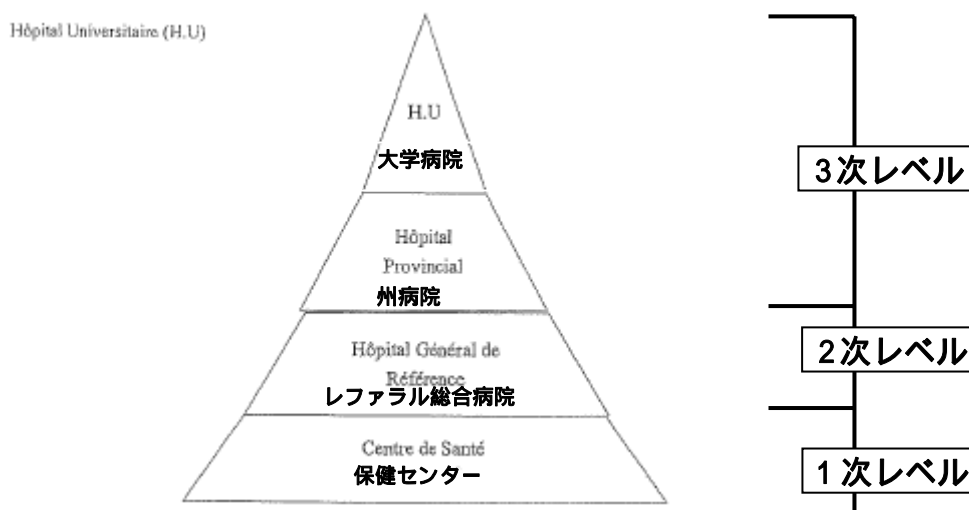 Hôpital Universitaire (H.U)
H.U
大学病院
3次レベル
Hôpital
Provincial
州病院
Hôpital Général de
Référence
レファラル総合病院
2次レベル
Centre de Santé
保健センター
1次レベル